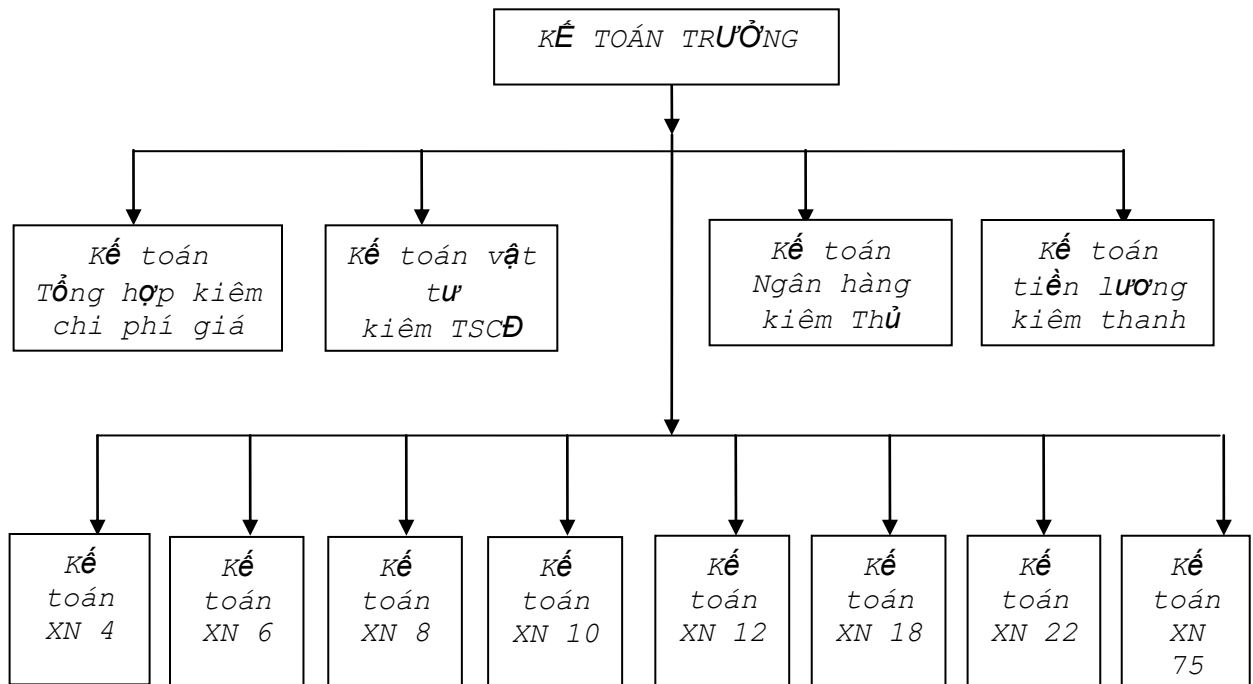 KẾ TOÁN TRƯỞNG
Kế toán
Tổng hợp kiêm
chi phí giá
Kế toán vật
tư
kiêm TSCĐ
Kế toán
Ngân hàng
kiêm Thủ
Kế toán
tiền lương
kiêm thanh
Kế
toán
XN 4
Kế
toán
XN 6
Kế
toán
XN 8
Kế
toán
XN 10
Kế
toán
XN 12
Kế
toán
XN 18
Kế
toán
XN 22
Kế
toán
XN
75